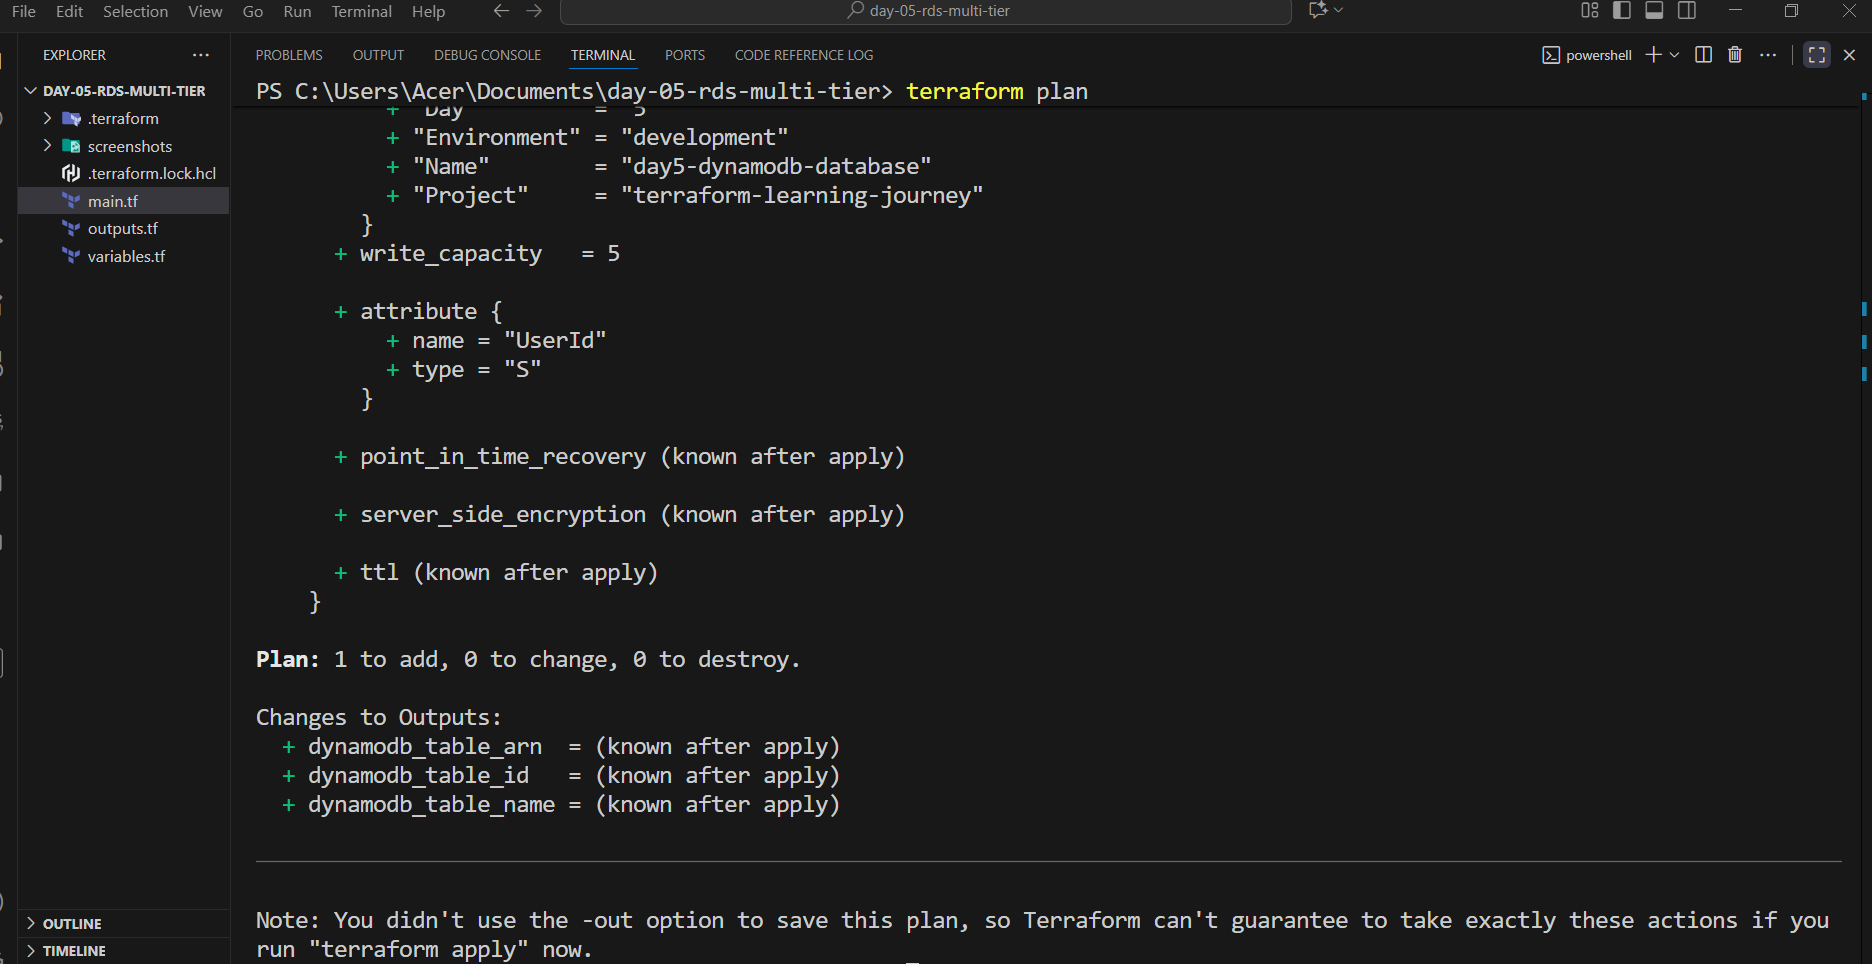 File Edit Selection View Go Run Terminal Help
day-05-rds-multi-tier
EXPLORER
DAY-05-RDS-MULTI-TIER
.terraform
screenshots
.terraform.lock.hcl
main.tf
outputs.tf
variables.tf
OUTLINE
TIMELINE
PROBLEMS OUTPUT DEBUG CONSOLE TERMINAL PORTS CODE REFERENCE LOG
powershell
PS C:\Users\Acer\Documents\day-05-rds-multi-tier> terraform plan
+ "Day" = "5"
+ "Environment" = "development"
+ "Name" = "day5-dynamodb-database"
+ "Project" = "terraform-learning-journey"
}
+ write_capacity = 5
+ attribute {
+ name = "UserId"
+ type = "S"
}
+ point_in_time_recovery (known after apply)
+ server_side_encryption (known after apply)
+ ttl (known after apply)
}
Plan: 1 to add, 0 to change, 0 to destroy.
Changes to Outputs:
+ dynamodb_table_arn = (known after apply)
+ dynamodb_table_id = (known after apply)
+ dynamodb_table_name = (known after apply)
Note: You didn't use the -out option to save this plan, so Terraform can't guarantee to take exactly these actions if you
run "terraform apply" now.